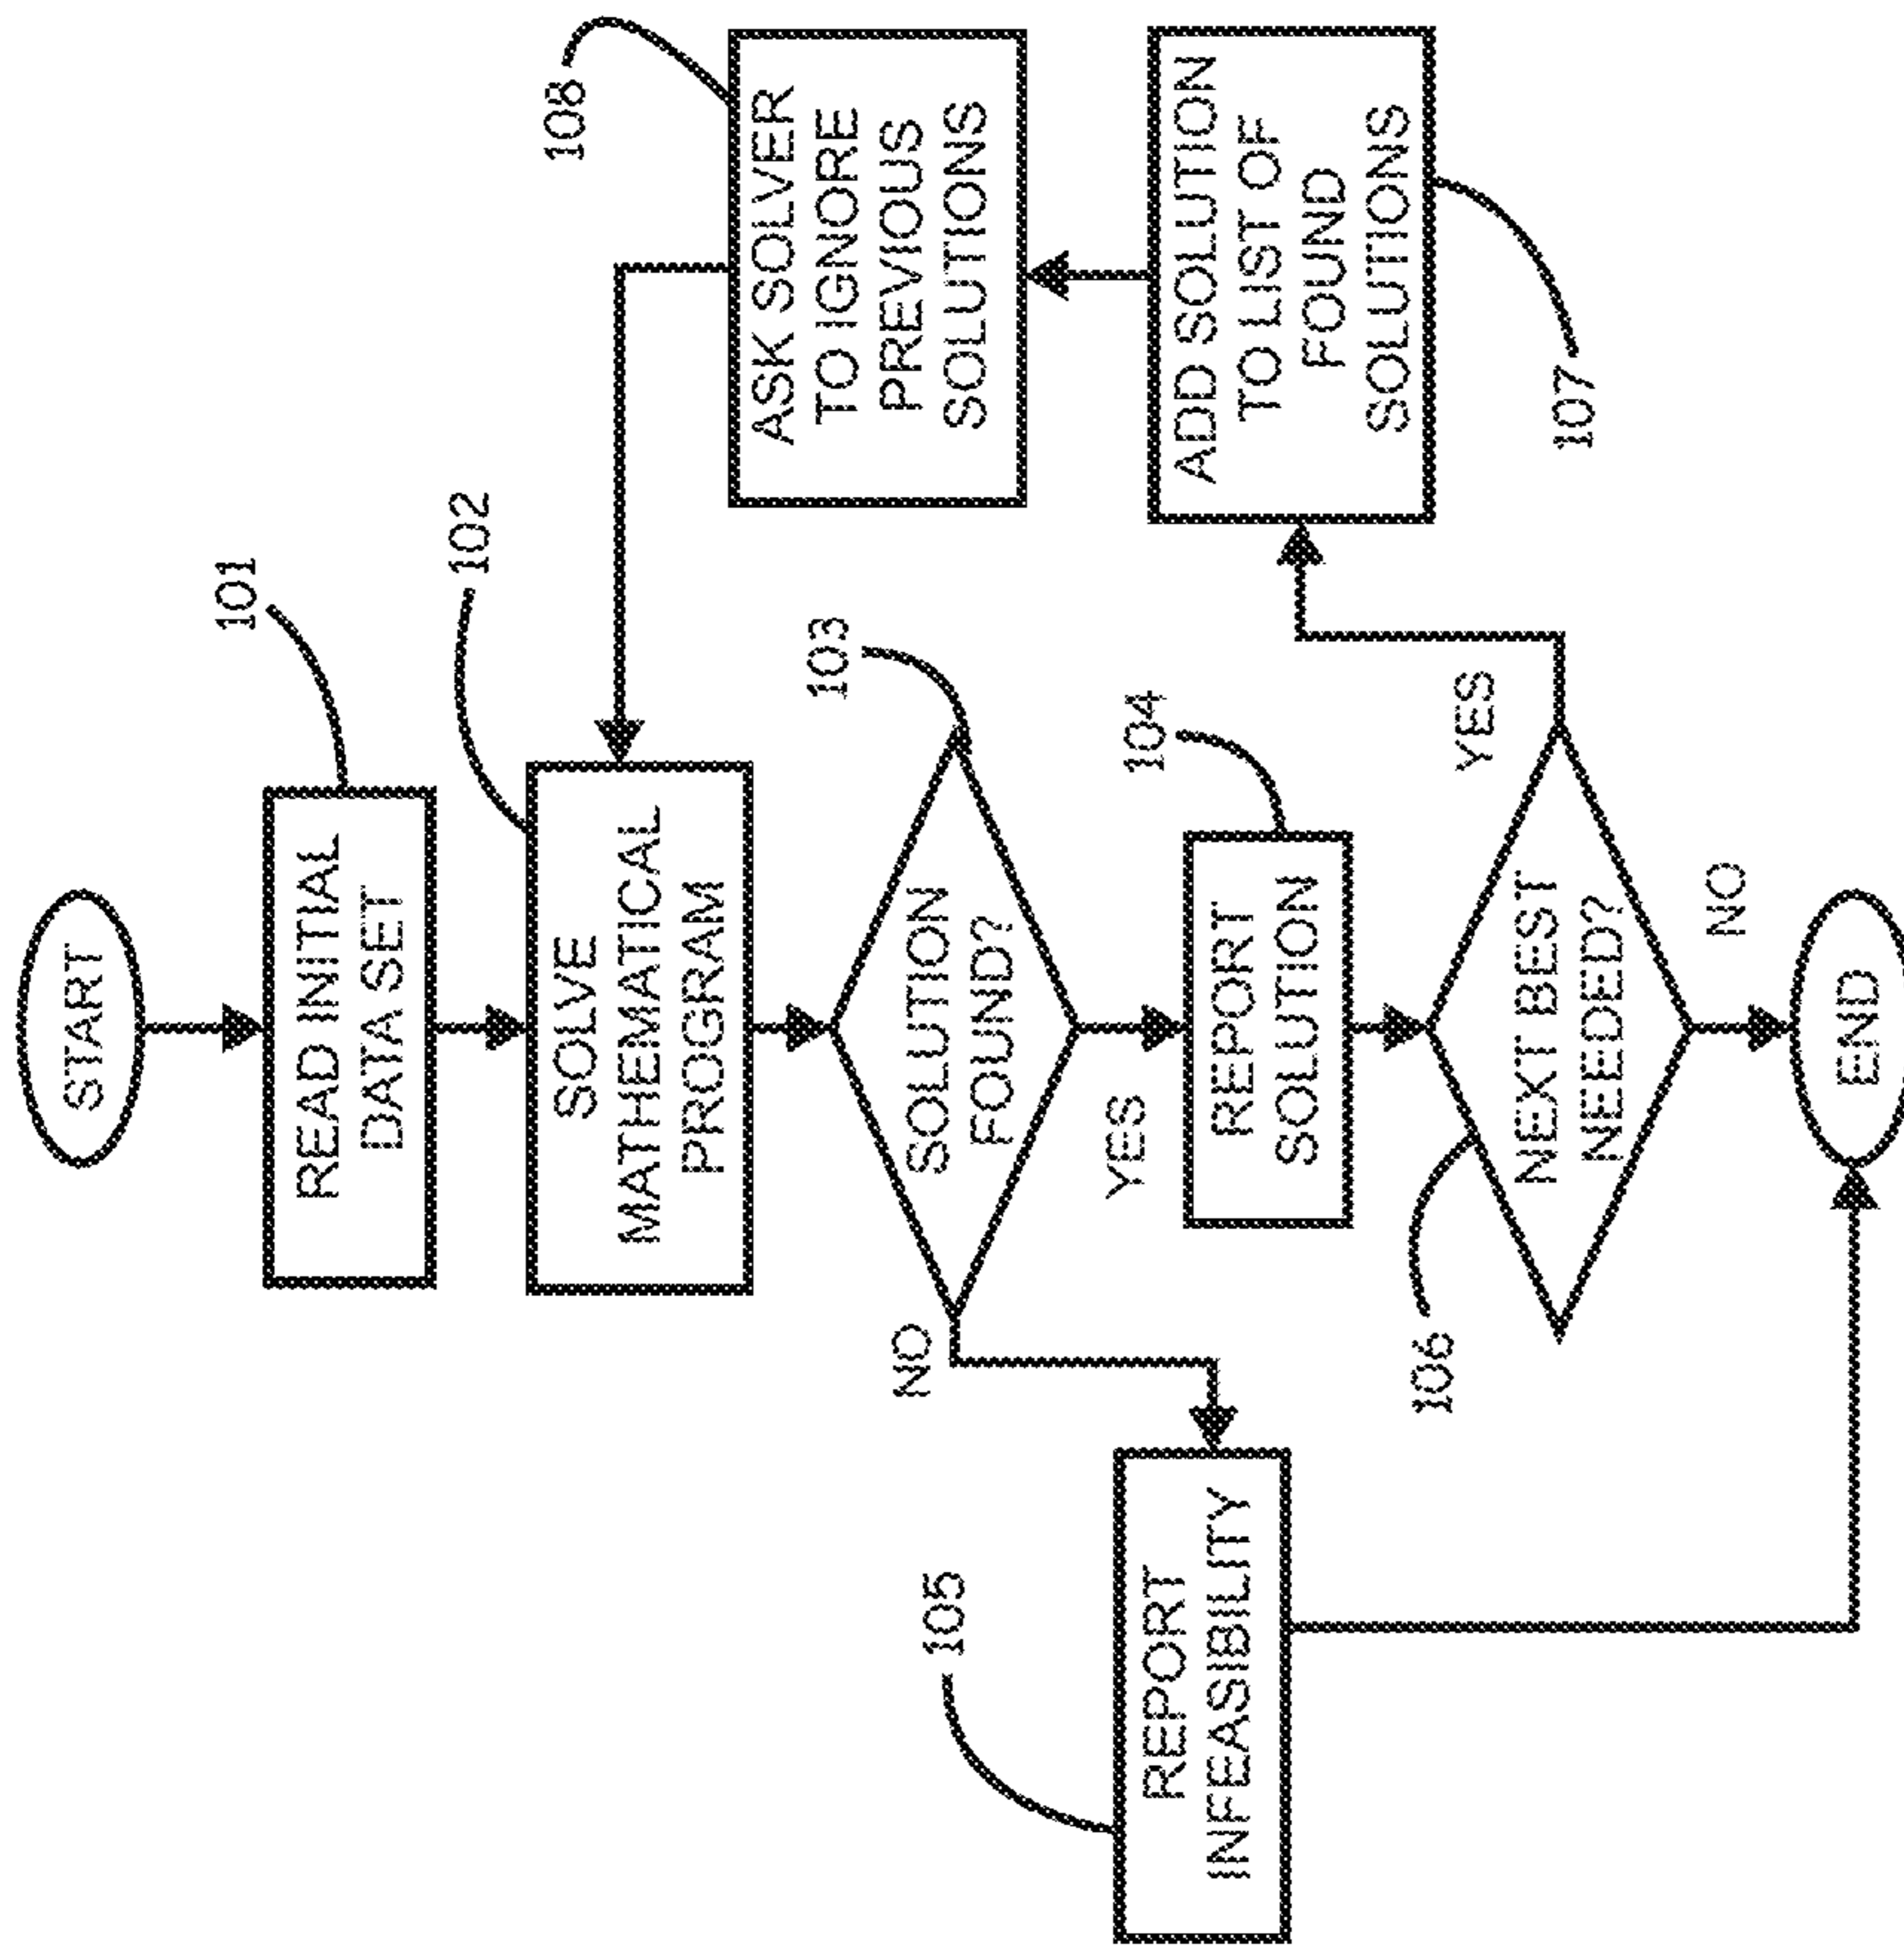 START
101
READ INITIAL
DATA SET
102
SOLVE
MATHEMATICAL
PROGRAM
103
SOLUTION
FOUND?
NO
YES
104
REPORT
SOLUTION
105
REPORT
INFEASIBILITY
106
NEXT BEST
NEEDED?
YES
NO
107
ADD SOLUTION
TO LIST OF
FOUND
SOLUTIONS
108
ASK SOLVER
TO IGNORE
PREVIOUS
SOLUTIONS
END